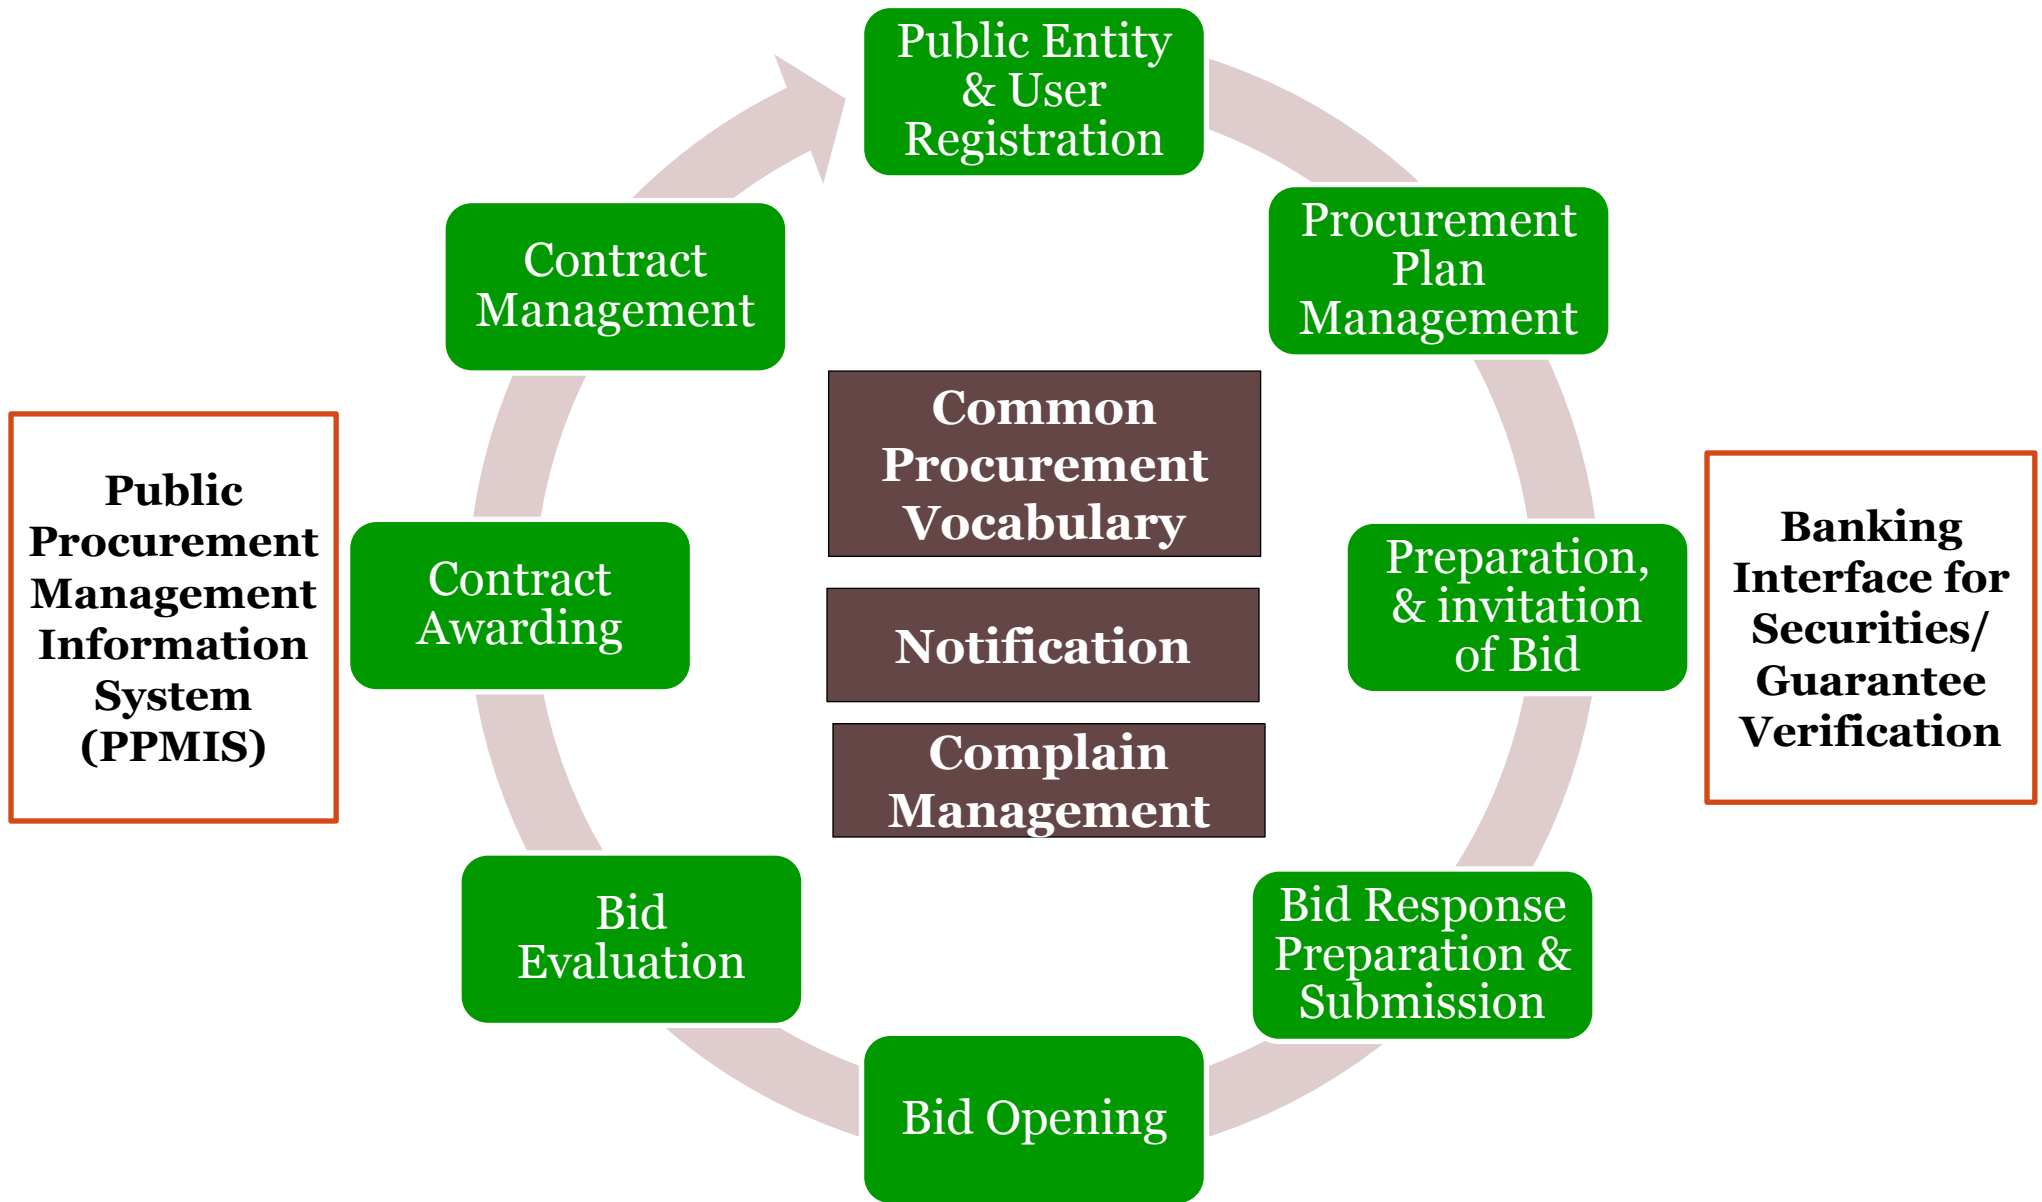 Public Entity
& User
Registration
Procurement
Plan
Management
Preparation,
& invitation
of Bid
Bid Response
Preparation &
Submission
Bid Opening
Bid
Evaluation
Contract
Awarding
Contract
Management
Common
Procurement
Vocabulary
Notification
Complain
Management
Public
Procurement
Management
Information
System
(PPMIS)
Banking
Interface for
Securities/
Guarantee
Verification